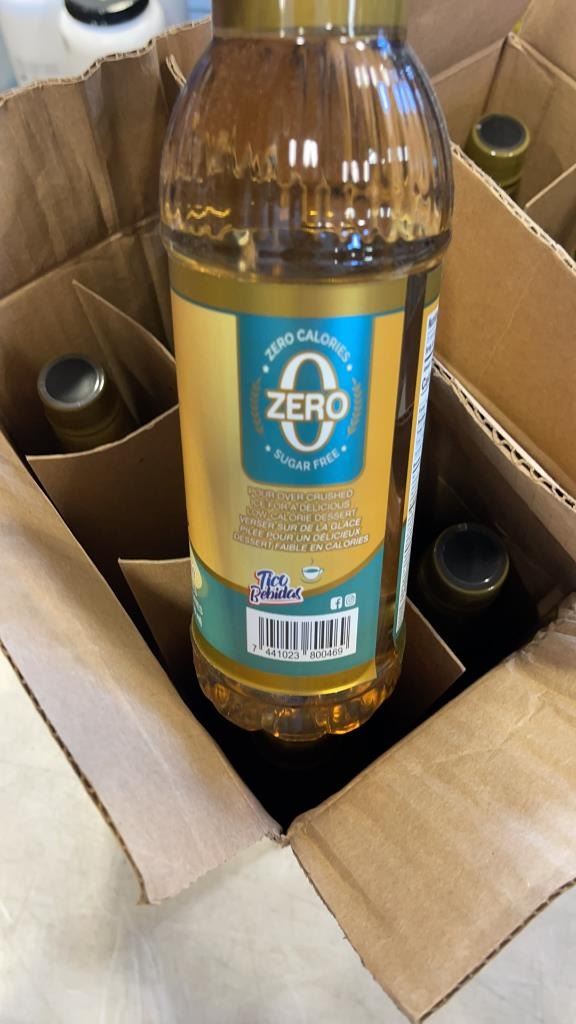 ZERO CALORIES
0
ZERO
SUGAR FREE
POUR OVER CRUSHED
ICE FOR A DELICIOUS
LOW CALORIE DESSERT
VERSER SUR DE LA GLACE
PILÉE POUR UN DÉLICIEUX
DESSERT FAIBLE EN CALORIES
Tico
Bebidas
7 441023 800469